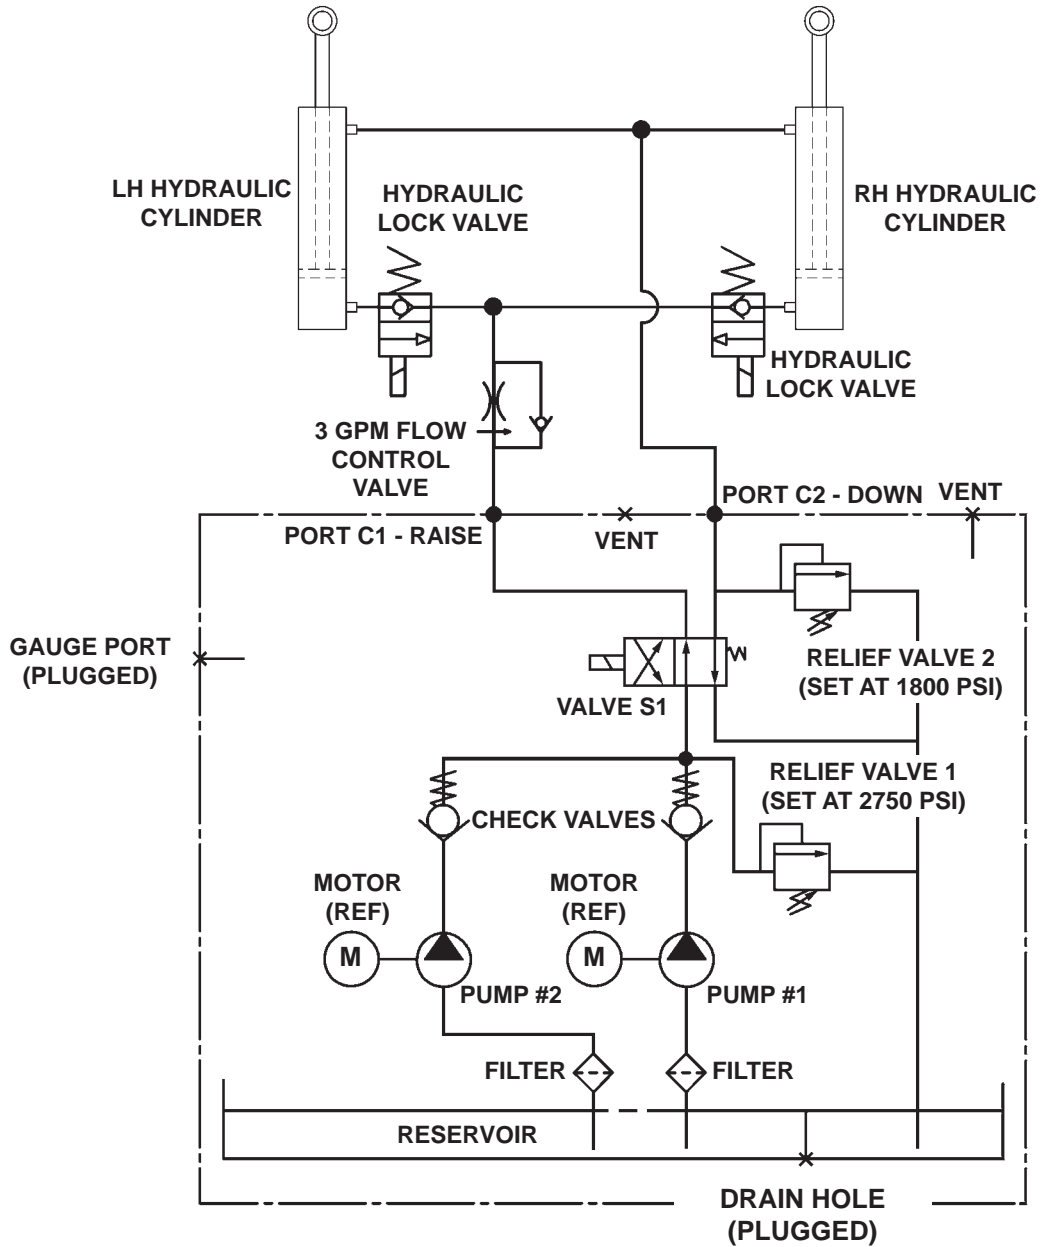 LH HYDRAULIC
CYLINDER
HYDRAULIC
LOCK VALVE
RH HYDRAULIC
CYLINDER
HYDRAULIC
LOCK VALVE
3 GPM FLOW
CONTROL
VALVE
PORT C2 - DOWN
VENT
PORT C1 - RAISE
VENT
GAUGE PORT
(PLUGGED)
RELIEF VALVE 2
(SET AT 1800 PSI)
VALVE S1
RELIEF VALVE 1
(SET AT 2750 PSI)
CHECK VALVES
MOTOR
(REF)
MOTOR
(REF)
M
M
PUMP #2
PUMP #1
FILTER
FILTER
RESERVOIR
DRAIN HOLE
(PLUGGED)